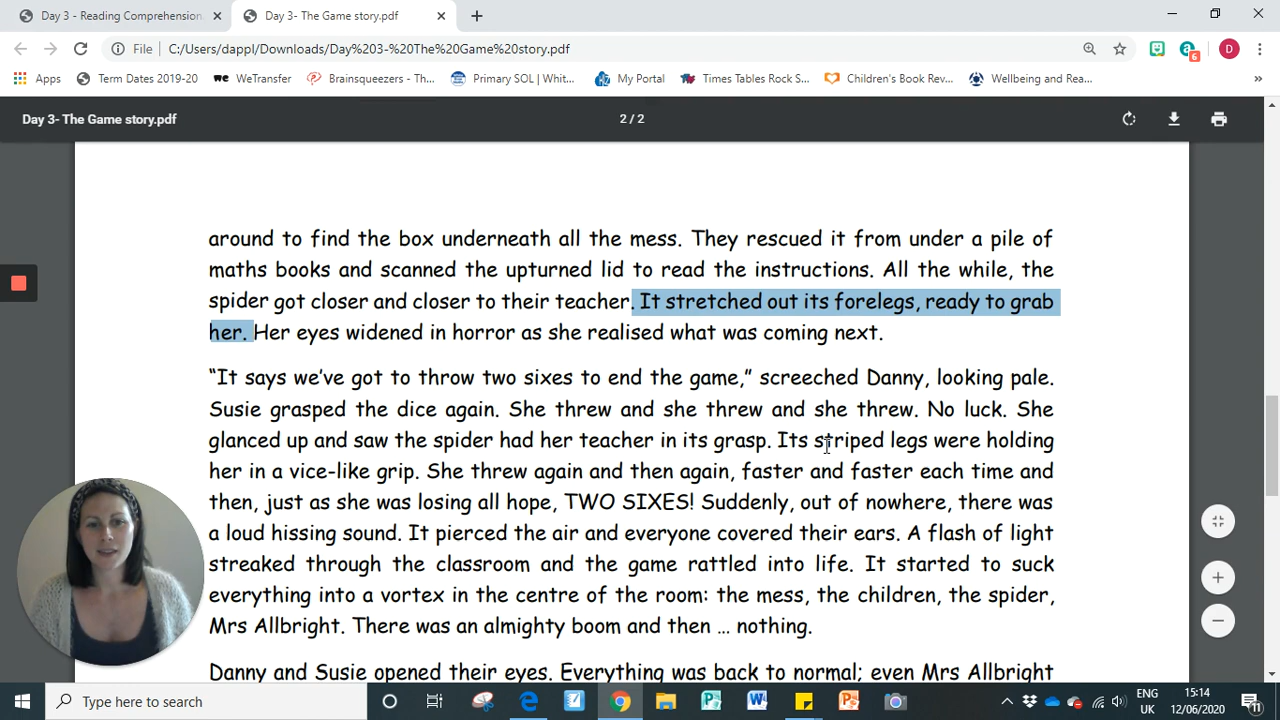 Day 3 - Reading Comprehension
Day 3- The Game story.pdf
File
C:/Users/dappl/Downloads/Day%203-%20The%20Game%20story.pdf
D
6
Apps
Term Dates 2019-20
WeTransfer
Brainsqueezers - Th...
Primary SOL | Whit...
My Portal
Times Tables Rock S...
Children's Book Rev...
Wellbeing and Rea...
»
Day 3- The Game story.pdf
2 / 2
around to find the box underneath all the mess. They rescued it from under a pile of
maths books and scanned the upturned lid to read the instructions. All the while, the
spider got closer and closer to their teacher. It stretched out its forelegs, ready to grab
her. Her eyes widened in horror as she realised what was coming next.
“It says we’ve got to throw two sixes to end the game,” screeched Danny, looking pale.
Susie grasped the dice again. She threw and she threw and she threw. No luck. She
glanced up and saw the spider had her teacher in its grasp. Its striped legs were holding
her in a vice-like grip. She threw again and then again, faster and faster each time and
then, just as she was losing all hope, TWO SIXES! Suddenly, out of nowhere, there was
a loud hissing sound. It pierced the air and everyone covered their ears. A flash of light
streaked through the classroom and the game rattled into life. It started to suck
everything into a vortex in the centre of the room: the mess, the children, the spider,
Mrs Allbright. There was an almighty boom and then … nothing.
Danny and Susie opened their eyes. Everything was back to normal; even Mrs Allbright
Type here to search
ENG
UK
15:14
12/06/2020
11